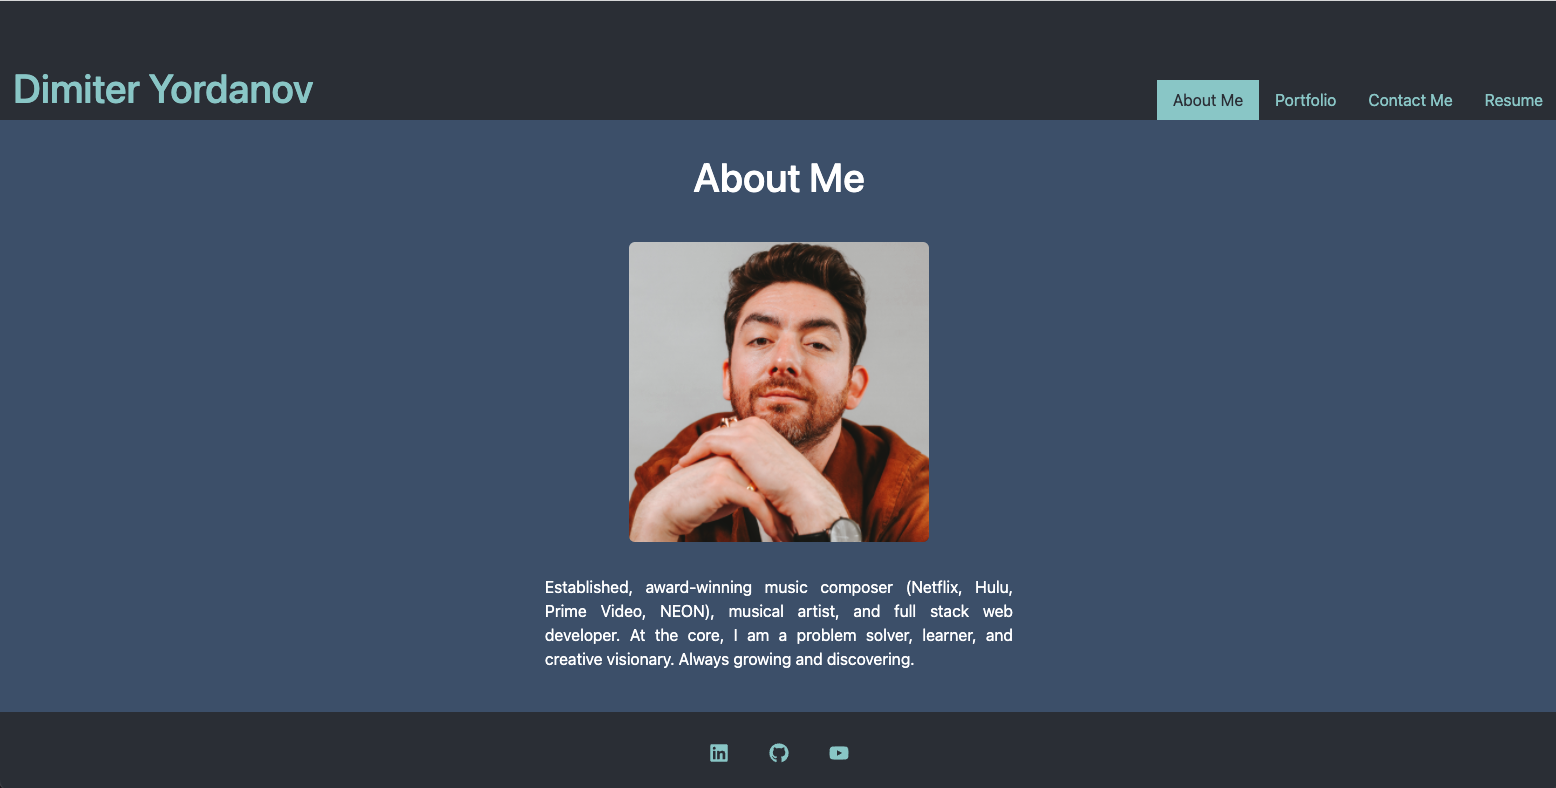 Dimiter Yordanov
About Me
Portfolio
Contact Me
Resume
About Me
Established, award-winning music composer (Netflix, Hulu,
Prime Video, NEON), musical artist, and full stack web
developer. At the core, I am a problem solver, learner, and
creative visionary. Always growing and discovering.